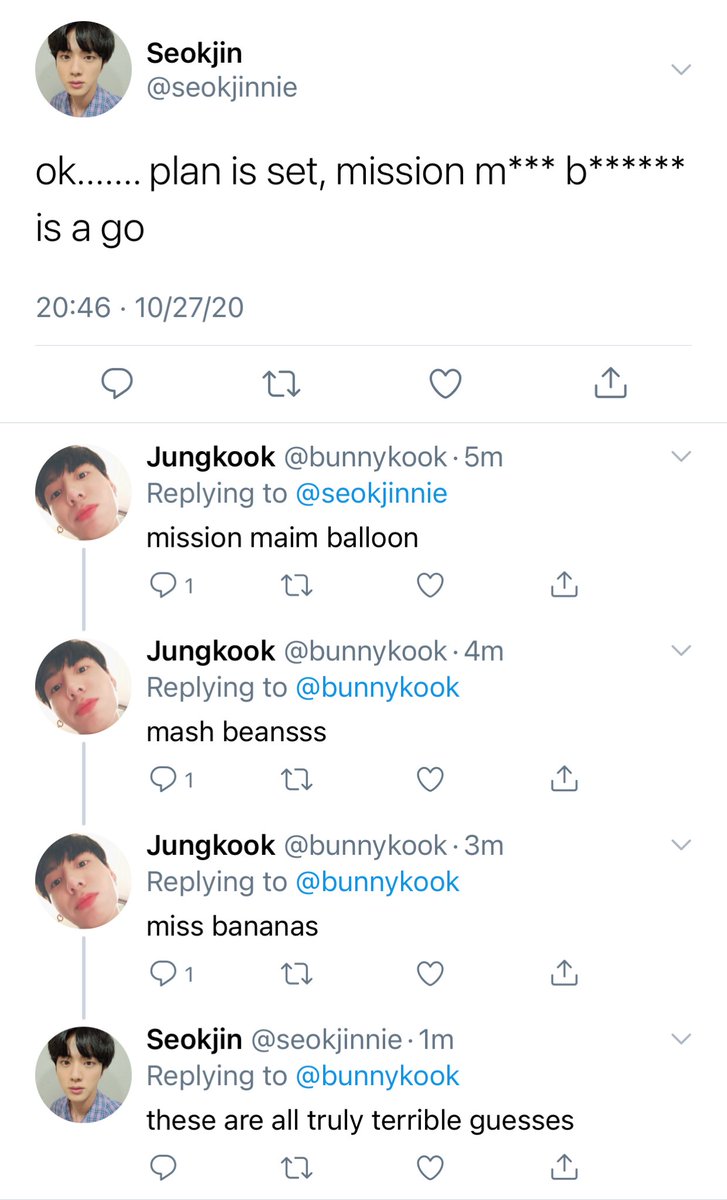 Seokjin
@seokjinnie
ok....... plan is set, mission m*** b******
is a go
20:46 · 10/27/20
Jungkook @bunnykook · 5m
Replying to @seokjinnie
mission maim balloon
1
Jungkook @bunnykook · 4m
Replying to @bunnykook
mash beansss
1
Jungkook @bunnykook · 3m
Replying to @bunnykook
miss bananas
1
Seokjin @seokjinnie · 1m
Replying to @bunnykook
these are all truly terrible guesses